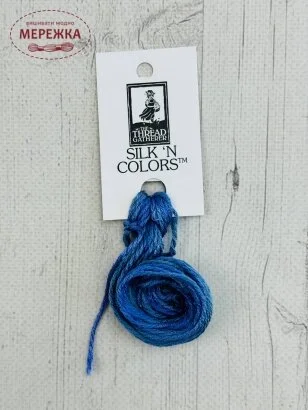 вишивати модно
МЕРЕЖКА
THE
THREAD
GATHERER
SILK 'N
COLORS™